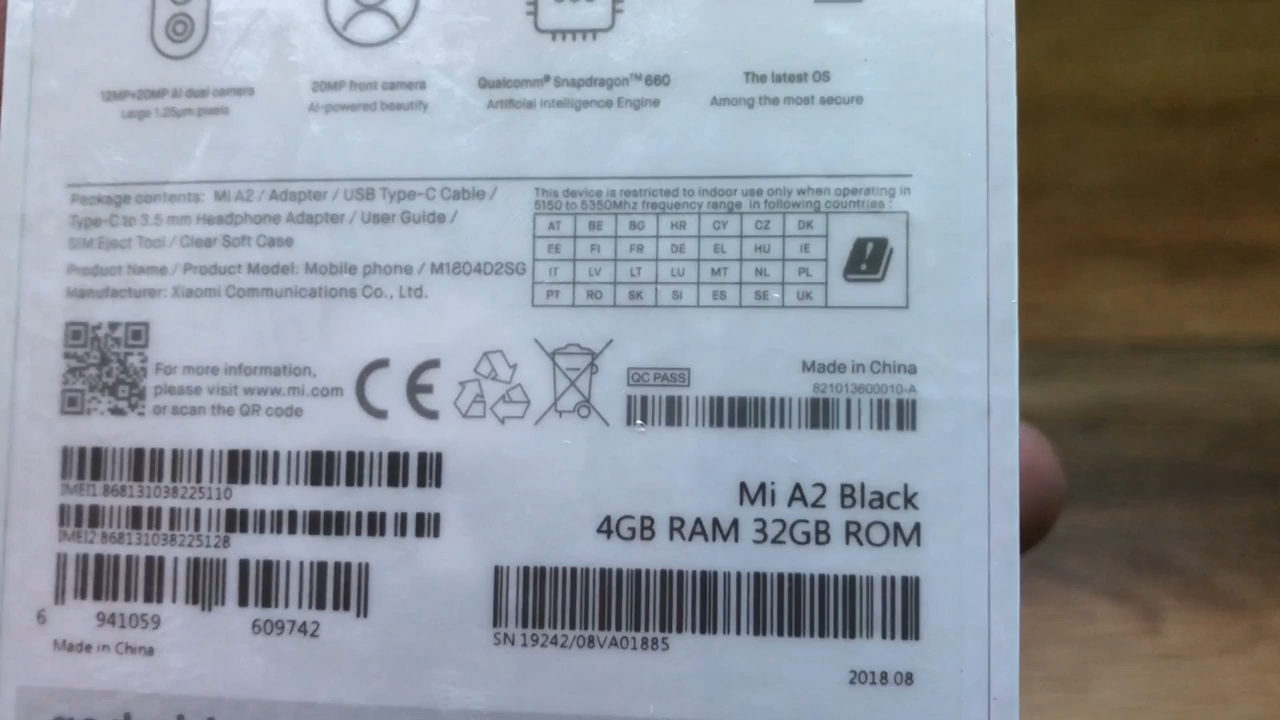 12MP+20MP AI dual camera
Large 1.25μm pixels
20MP front camera
AI-powered beautify
Qualcomm® Snapdragon™ 660
Artificial Intelligence Engine
The latest OS
Among the most secure
Package contents: Mi A2 / Adapter / USB Type-C Cable /
Type-C to 3.5 mm Headphone Adapter / User Guide /
SIM Eject Tool / Clear Soft Case
Product Name / Product Model: Mobile phone / M1804D2SG
Manufacturer: Xiaomi Communications Co., Ltd.
This device is restricted to indoor use only when operating in
5150 to 5350Mhz frequency range in following countries :
AT BE BG HR CY CZ DK
EE FI FR DE EL HU IE
IT LV LT LU MT NL PL
PT RO SK SI ES SE UK
For more information,
please visit www.mi.com
or scan the QR code
CE
QC PASS
Made in China
821013600010-A
IMEI1.868131038225110
IMEI2.868131038225128
Mi A2 Black
4GB RAM 32GB ROM
6 941059 609742
Made in China
SN 19242/08VA01885
2018 08